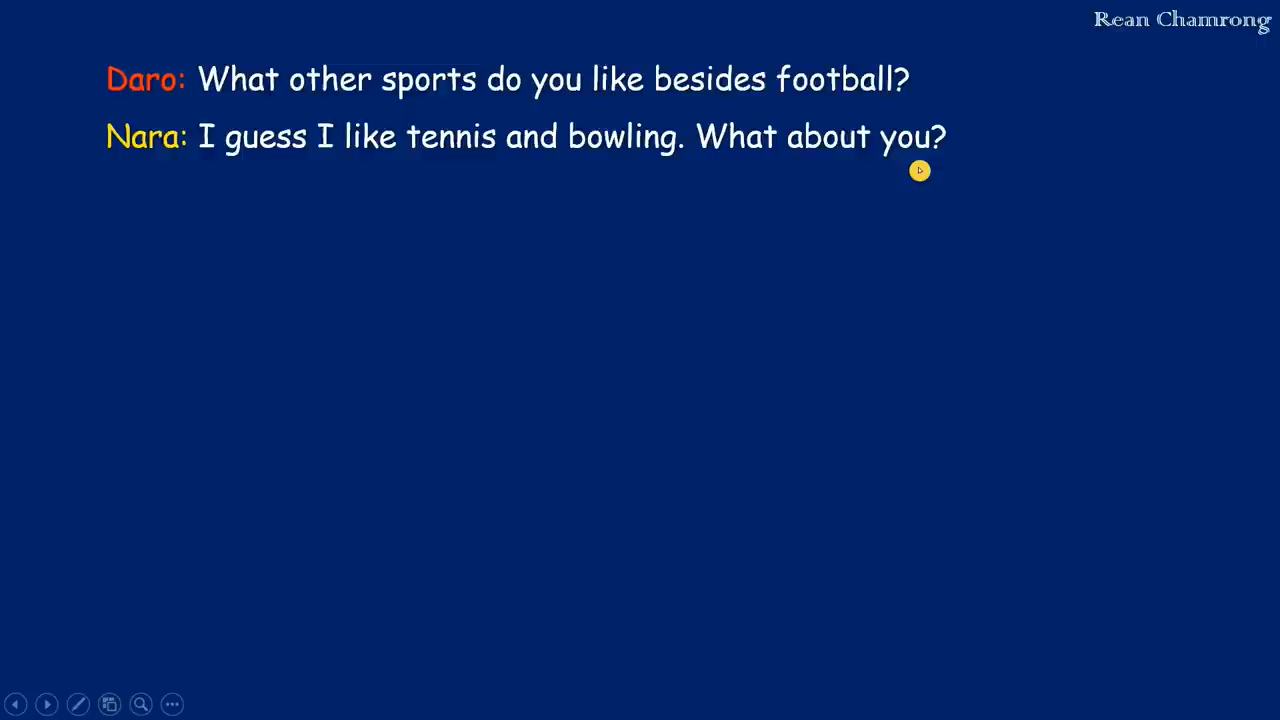 Rean Chamrong
Daro: What other sports do you like besides football?
Nara: I guess I like tennis and bowling. What about you?